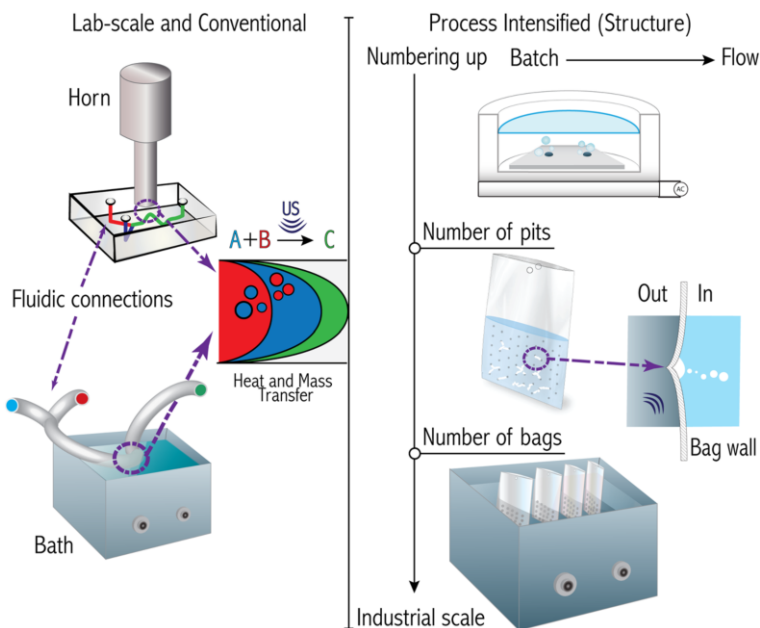 Lab-scale and Conventional
Horn
US
A+B → C
Fluidic connections
Heat and Mass
Transfer
Bath
Process Intensified (Structure)
Numbering up
Batch → Flow
AC
Number of pits
Out
In
Bag wall
Number of bags
Industrial scale